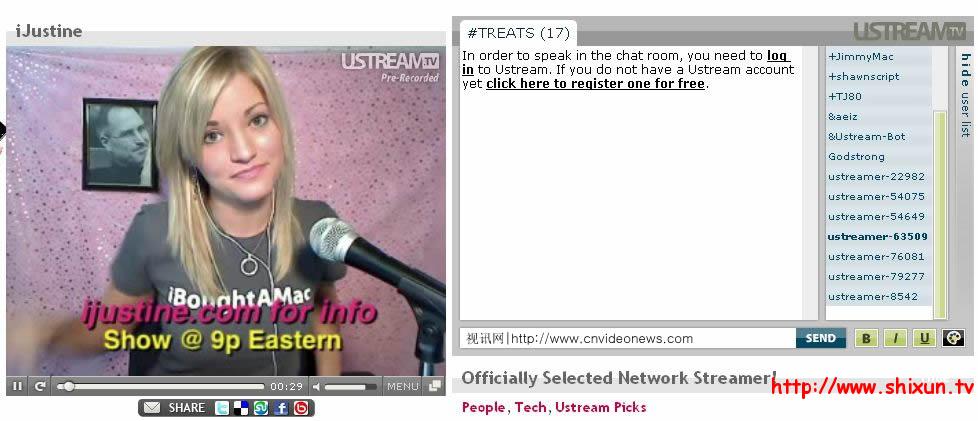 iJustine
USTREAM TV
Pre-Recorded
iBoughtAMac
ijustine.com for info
Show @ 9p Eastern
00:29
MENU
SHARE
#TREATS (17)
USTREAM TV
In order to speak in the chat room, you need to log
in to Ustream. If you do not have a Ustream account
yet click here to register one for free.
+JimmyMac
+shawnscript
+TJ80
&aeiz
&Ustream-Bot
Godstrong
ustreamer-22982
ustreamer-54075
ustreamer-54649
ustreamer-63509
ustreamer-76081
ustreamer-79277
ustreamer-8542
hide user list
视讯网|http://www.cnvideonews.com
SEND
B I U
Officially Selected Network Streamer!
http://www.shixun.tv
People, Tech, Ustream Picks